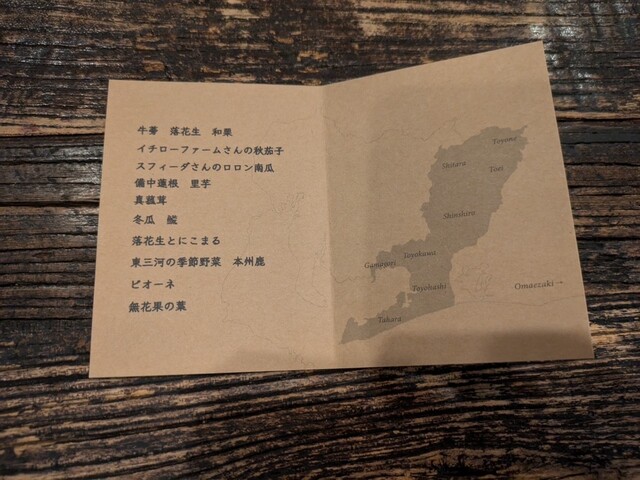 牛蒡　落花生　和栗
イチローファームさんの秋茄子
スフィーダさんのロロン南瓜
備中蓮根　里芋
真菰茸
冬瓜　鱸
落花生とにこまる
東三河の季節野菜　本州鹿
ピオーネ
無花果の葉
Toyone
Shitara
Toei
Shinshiro
Gamagori
Toyokawa
Toyohashi
Omaezaki→
Tahara